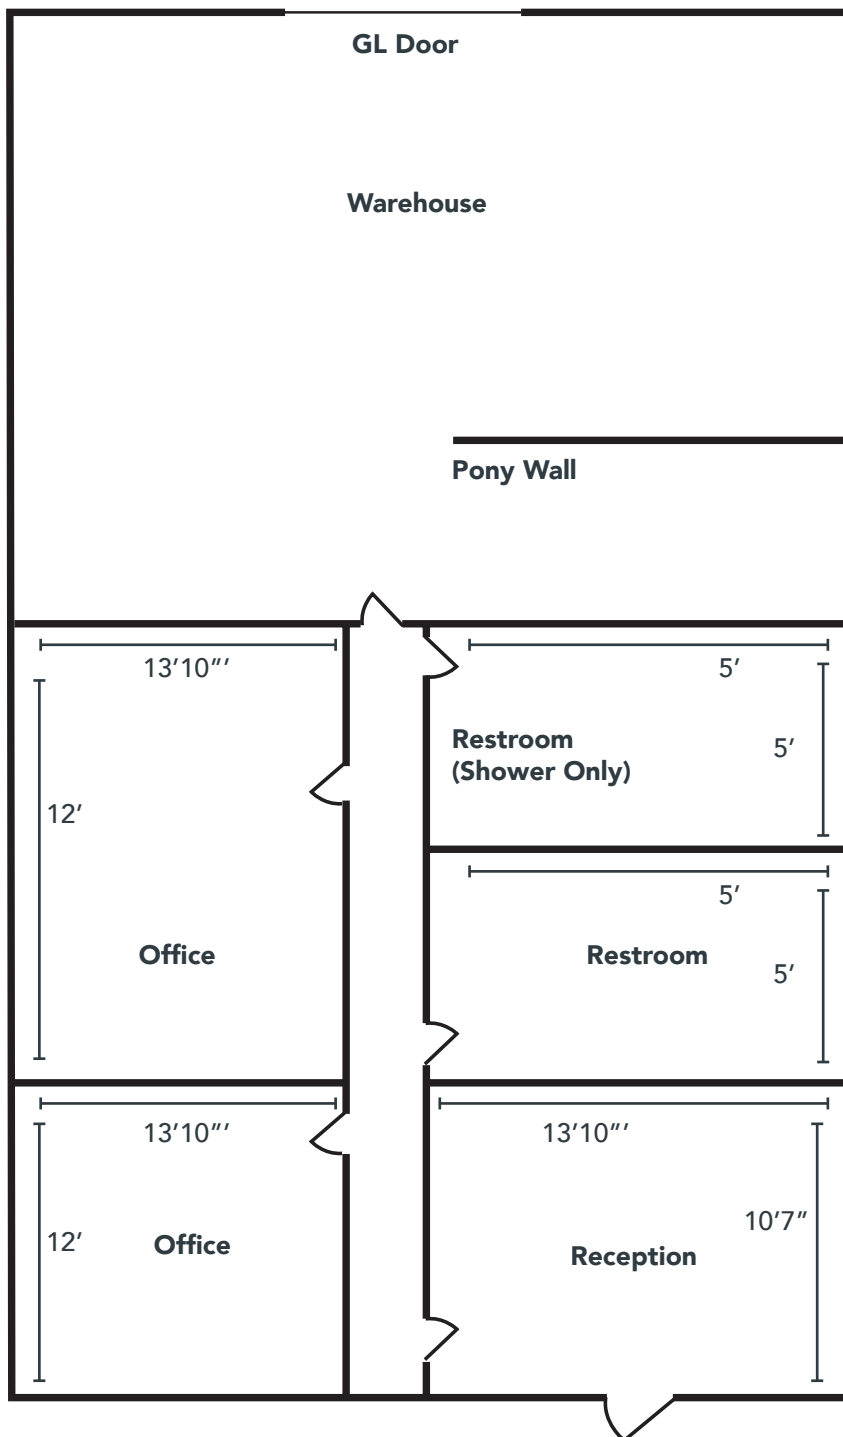 GL Door
Warehouse
Pony Wall
13'10"'
5'
5'
Restroom
(Shower Only)
12'
5'
Office
Restroom
5'
13'10"'
13'10"'
10'7"
12'
Office
Reception